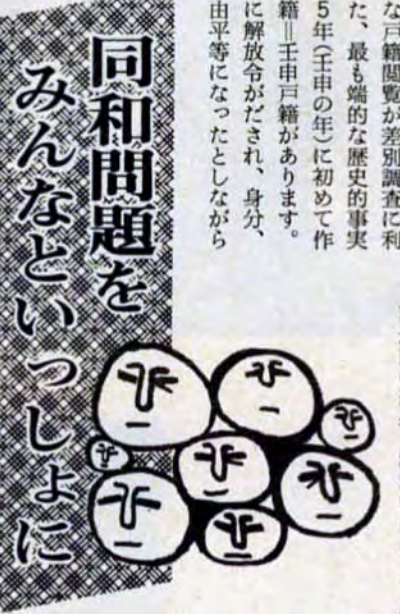 な戸籍閲覧が差別調査に利
た、最も端的な歴史的事実
5年(壬申の年)に初めて作
籍=壬申戸籍があります。
に解放令がだされ、身分、
由平等になったとしながら
同和問題を
みんなといっしょに